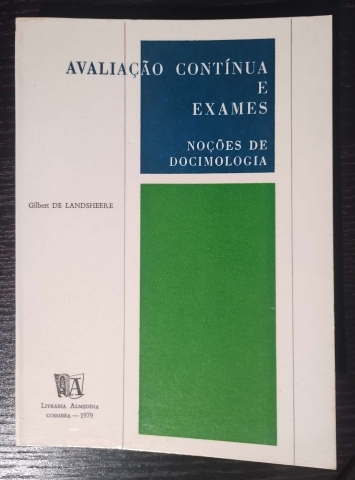 AVALIAÇÃO CONTÍNUA
E
EXAMES
NOÇÕES DE
DOCIMOLOGIA
Gilbert DE LANDSHEERE
LIVRARIA ALMEDINA
COIMBRA — 1979